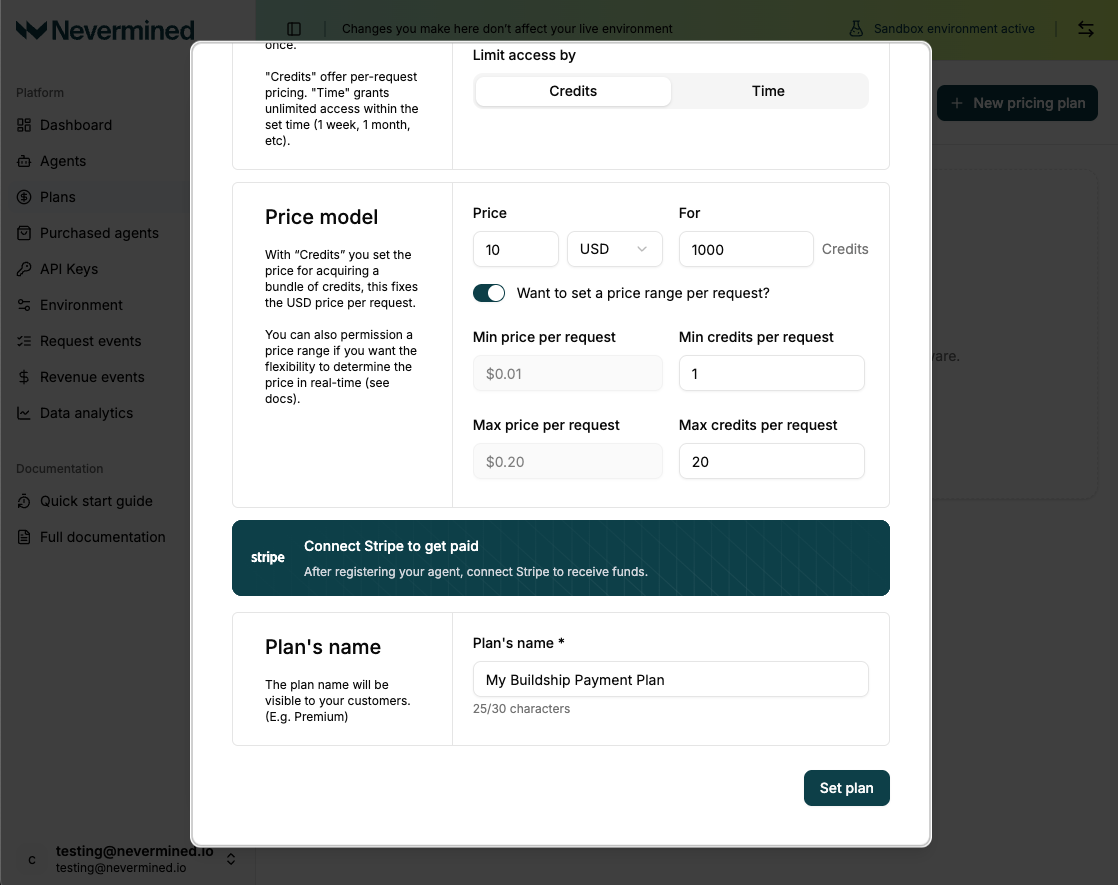 Nevermined
Changes you make here don't affect your live environment
Sandbox environment active
Platform
Dashboard
Agents
Plans
Purchased agents
API Keys
Environment
Request events
Revenue events
Data analytics
Documentation
Quick start guide
Full documentation
testing@nevermined.io
testing@nevermined.io
C
New pricing plan
ware.
once.
"Credits" offer per-request
pricing. "Time" grants
unlimited access within the
set time (1 week, 1 month,
etc).
Limit access by
Credits
Time
Price model
With “Credits” you set the
price for acquiring a
bundle of credits, this fixes
the USD price per request.
You can also permission a
price range if you want the
flexibility to determine the
price in real-time (see
docs).
Price
For
10
USD
1000
Credits
Want to set a price range per request?
Min price per request
Min credits per request
$0.01
1
Max price per request
Max credits per request
$0.20
20
stripe
Connect Stripe to get paid
After registering your agent, connect Stripe to receive funds.
Plan's name
The plan name will be
visible to your customers.
(E.g. Premium)
Plan's name *
My Buildship Payment Plan
25/30 characters
Set plan